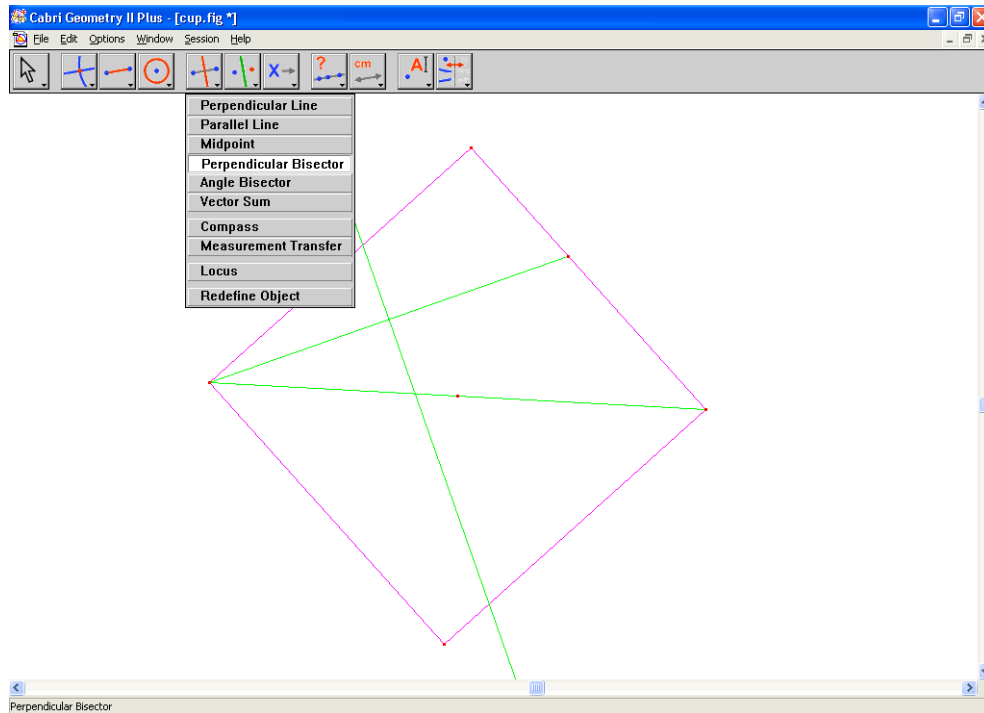 Cabri Geometry II Plus - [cup.fig *]
File Edit Options Window Session Help
? cm A
X
Perpendicular Line
Parallel Line
Midpoint
Perpendicular Bisector
Angle Bisector
Vector Sum
Compass
Measurement Transfer
Locus
Redefine Object
Perpendicular Bisector